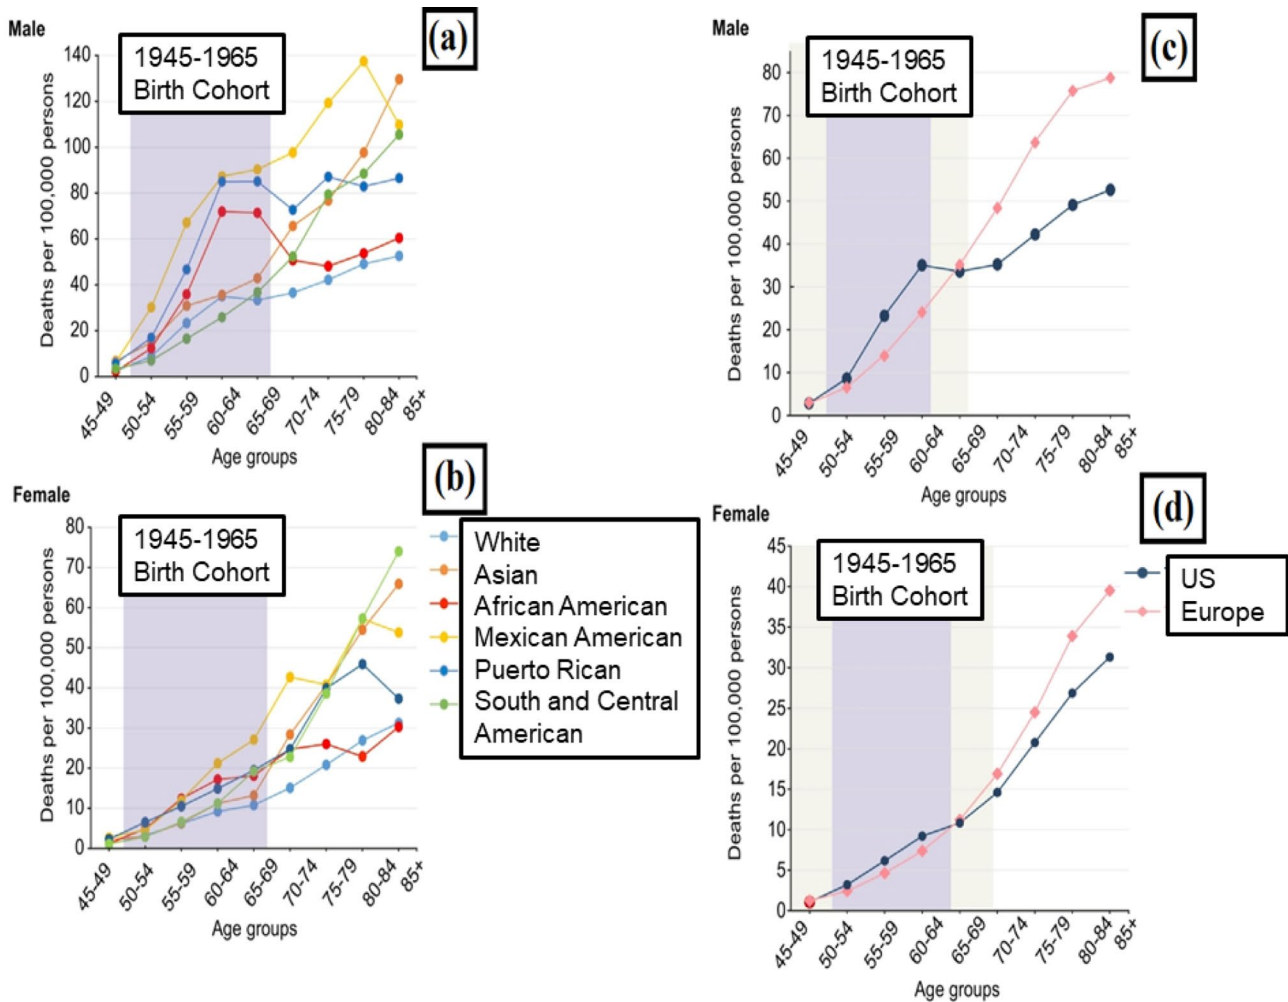 Male
(a)
1945-1965
Birth Cohort
Deaths per 100,000 persons
140
120
100
80
60
40
20
0
45-49
50-54
55-59
60-64
65-69
70-74
75-79
80-84
85+
Age groups
Female
(b)
1945-1965
Birth Cohort
Deaths per 100,000 persons
80
70
60
50
40
30
20
10
0
45-49
50-54
55-59
60-64
65-69
70-74
75-79
80-84
85+
Age groups
White
Asian
African American
Mexican American
Puerto Rican
South and Central
American
Male
(c)
1945-1965
Birth Cohort
Deaths per 100,000 persons
80
70
60
50
40
30
20
10
0
45-49
50-54
55-59
60-64
65-69
70-74
75-79
80-84
85+
Age groups
Female
(d)
1945-1965
Birth Cohort
Deaths per 100,000 persons
45
40
35
30
25
20
15
10
5
0
45-49
50-54
55-59
60-64
65-69
70-74
75-79
80-84
85+
Age groups
US
Europe